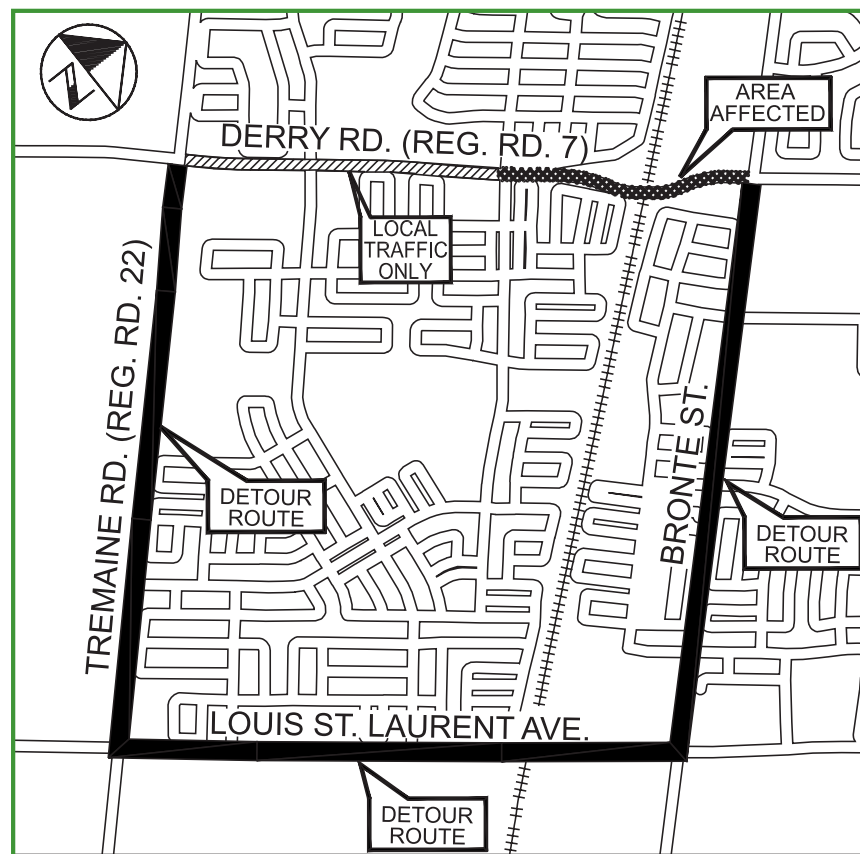 AREA
AFFECTED
DERRY RD. (REG. RD. 7)
LOCAL
TRAFFIC
ONLY
TREMAINE RD. (REG. RD. 22)
BRONTE ST.
DETOUR
ROUTE
DETOUR
ROUTE
LOUIS ST. LAURENT AVE.
DETOUR
ROUTE
N